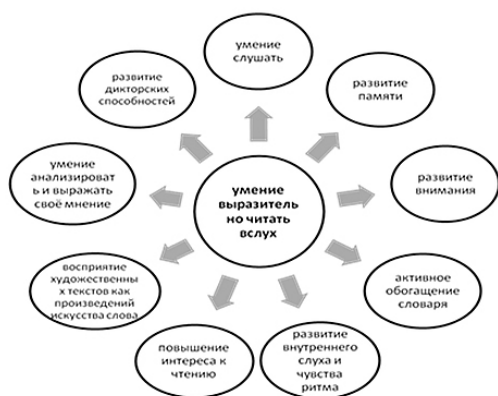 умение
слушать
развитие
дикторских
способностей
развитие
памяти
умение
анализироват
ь и выражать
своё мнение
умение
выразитель
но читать
вслух
развитие
внимания
восприятие
художественны
х текстов как
произведений
искусства слова
активное
обогащение
словаря
повышение
интереса к
чтению
развитие
внутреннего
слуха и
чувства
ритма